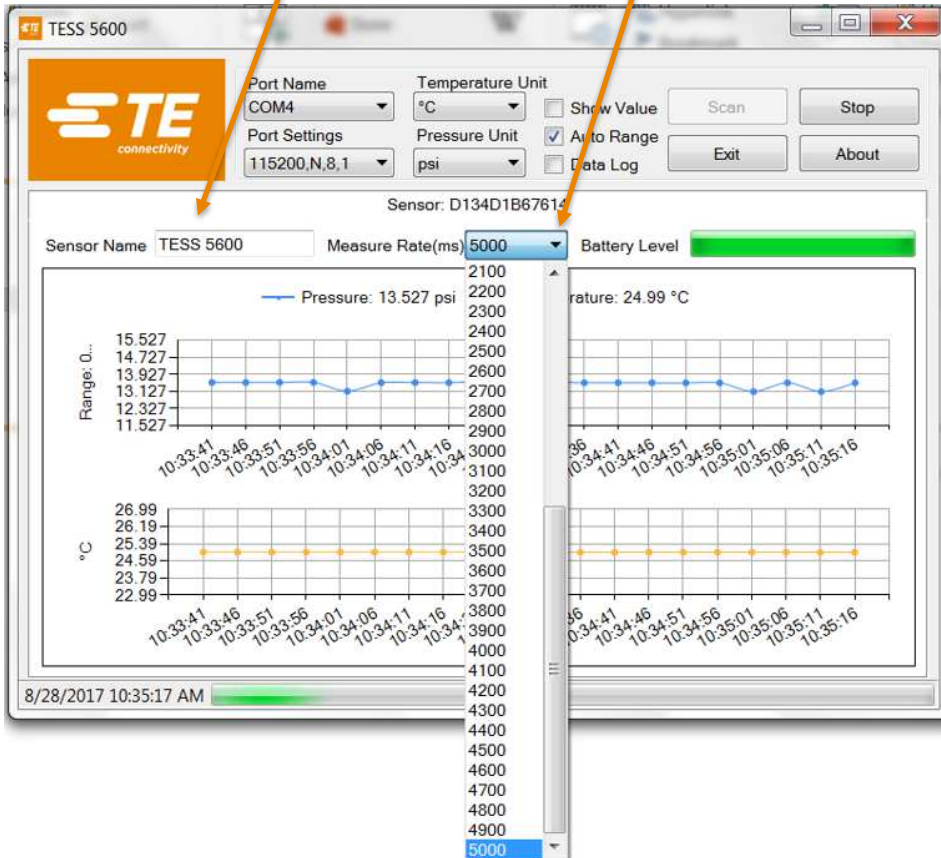 TESS 5600
TE
connectivity
Port Name
COM4
Port Settings
115200,N,8,1
Temperature Unit
°C
Pressure Unit
psi
Show Value
Auto Range
Data Log
Scan
Stop
Exit
About
Sensor: D134D1B67614
Sensor Name TESS 5600 Measure Rate(ms) 5000 Battery Level
Pressure: 13.527 psi
rature: 24.99 °C
Range: 0...
15.527
14.727
13.927
13.127
12.327
11.527
10:33:41
10:33:46
10:33:51
10:33:56
10:34:01
10:34:06
10:34:11
10:34:16
10:34:41
10:34:46
10:34:51
10:34:56
10:35:01
10:35:06
10:35:11
10:35:16
°C
26.99
26.19
25.39
24.59
23.79
22.99
10:33:41
10:33:46
10:33:51
10:33:56
10:34:01
10:34:06
10:34:11
10:34:16
10:34:41
10:34:46
10:34:51
10:34:56
10:35:01
10:35:06
10:35:11
10:35:16
2100
2200
2300
2400
2500
2600
2700
2800
2900
3000
3100
3200
3300
3400
3500
3600
3700
3800
3900
4000
4100
4200
4300
4400
4500
4600
4700
4800
4900
5000
8/28/2017 10:35:17 AM